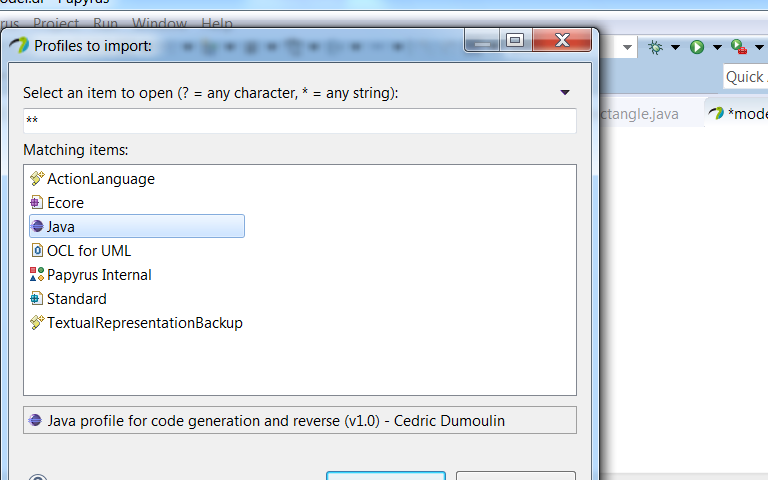 Project Run Window Help
Profiles to import:
Select an item to open (? = any character, * = any string):
**
Quick
ctangle.java
*mode
Matching items:
ActionLanguage
Ecore
Java
OCL for UML
Papyrus Internal
Standard
TextualRepresentationBackup
Java profile for code generation and reverse (v1.0) - Cedric Dumoulin